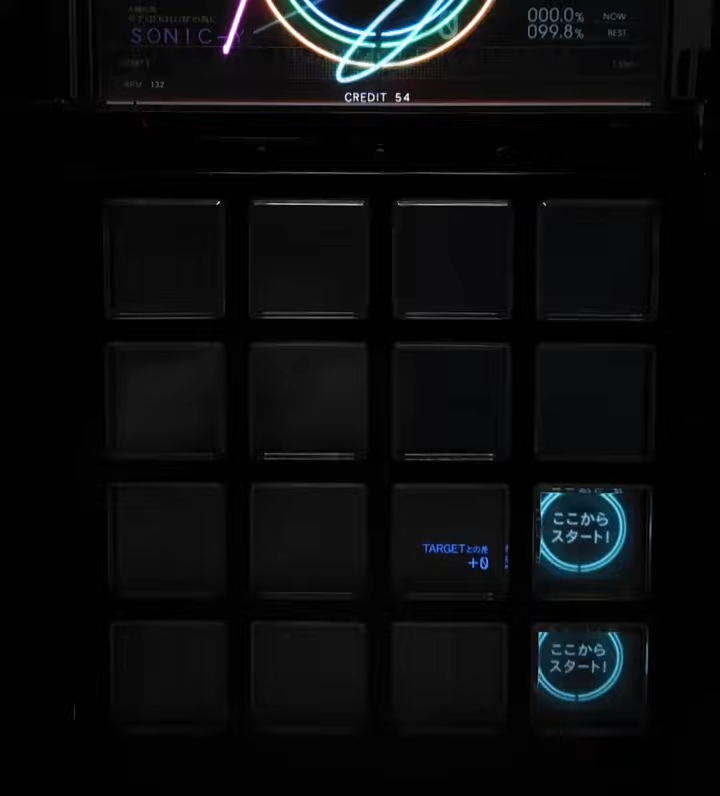 000.0% NOW
099.8% BEST
SONIC-Y
BPM 132
CREDIT 54
TARGETとの差
+0
ここから
スタート!
ここから
スタート!